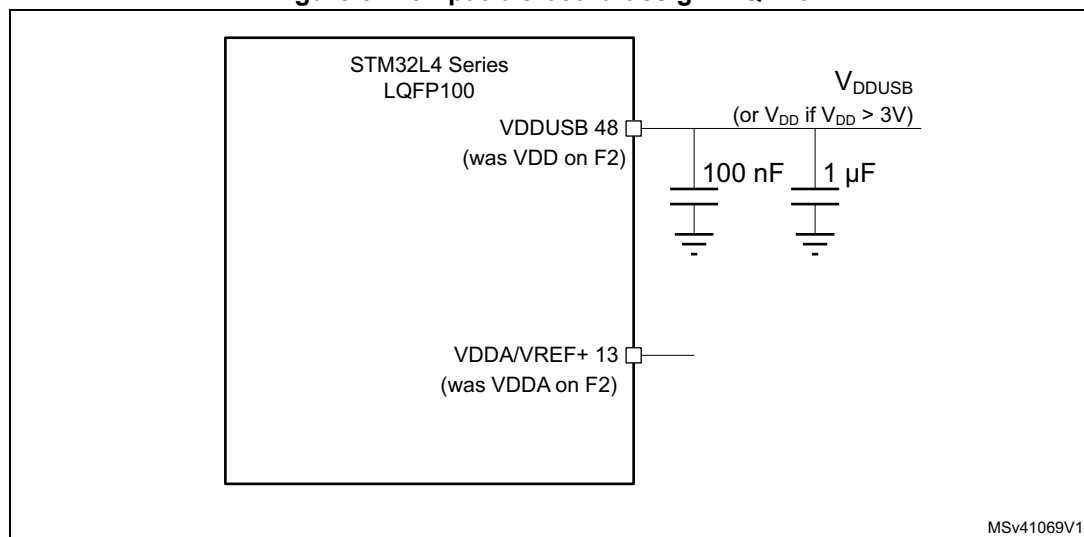 STM32L4 Series
LQFP100
VDDUSB 48
(was VDD on F2)
VDDUSB
(or VDD if VDD > 3V)
100 nF
1 µF
VDDA/VREF+ 13
(was VDDA on F2)
MSv41069V1